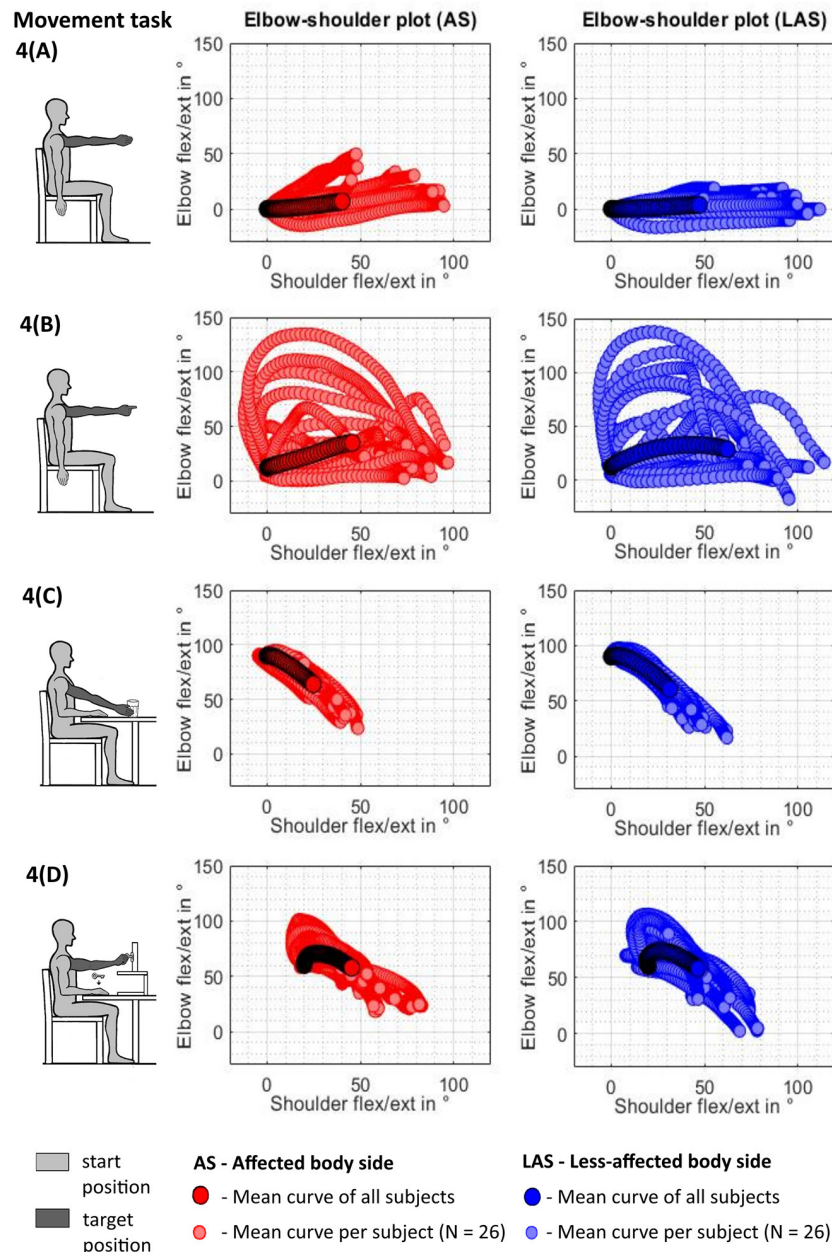 Movement task
Elbow-shoulder plot (AS)
Elbow-shoulder plot (LAS)
4(A)
150
100
50
0
Elbow flex/ext in °
0 50 100
Shoulder flex/ext in °
150
100
50
0
Elbow flex/ext in °
0 50 100
Shoulder flex/ext in °
4(B)
150
100
50
0
Elbow flex/ext in °
0 50 100
Shoulder flex/ext in °
150
100
50
0
Elbow flex/ext in °
0 50 100
Shoulder flex/ext in °
4(C)
150
100
50
0
Elbow flex/ext in °
0 50 100
Shoulder flex/ext in °
150
100
50
0
Elbow flex/ext in °
0 50 100
Shoulder flex/ext in °
4(D)
150
100
50
0
Elbow flex/ext in °
0 50 100
Shoulder flex/ext in °
150
100
50
0
Elbow flex/ext in °
0 50 100
Shoulder flex/ext in °
start
position
target
position
AS - Affected body side
- Mean curve of all subjects
- Mean curve per subject (N = 26)
LAS - Less-affected body side
- Mean curve of all subjects
- Mean curve per subject (N = 26)